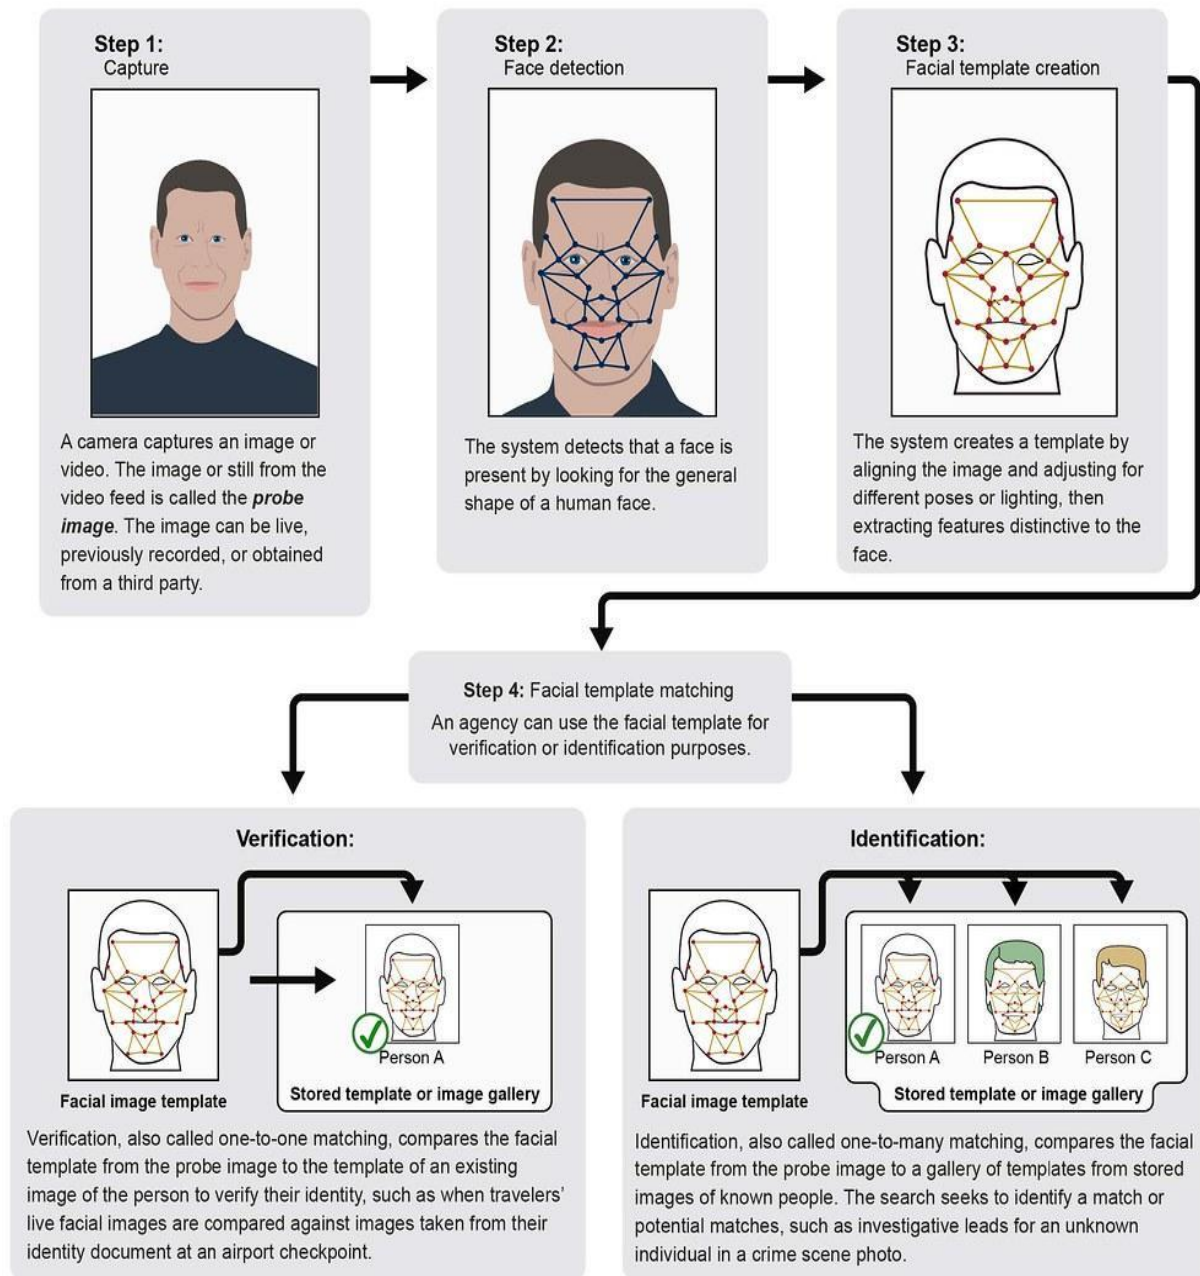 Step 1:
Capture
A camera captures an image or
video. The image or still from the
video feed is called the probe
image. The image can be live,
previously recorded, or obtained
from a third party.
Step 2:
Face detection
The system detects that a face is
present by looking for the general
shape of a human face.
Step 3:
Facial template creation
The system creates a template by
aligning the image and adjusting for
different poses or lighting, then
extracting features distinctive to the
face.
Step 4: Facial template matching
An agency can use the facial template for
verification or identification purposes.
Verification:
Person A
Facial image template
Stored template or image gallery
Verification, also called one-to-one matching, compares the facial
template from the probe image to the template of an existing
image of the person to verify their identity, such as when travelers’
live facial images are compared against images taken from their
identity document at an airport checkpoint.
Identification:
Person A
Person B
Person C
Facial image template
Stored template or image gallery
Identification, also called one-to-many matching, compares the facial
template from the probe image to a gallery of templates from stored
images of known people. The search seeks to identify a match or
potential matches, such as investigative leads for an unknown
individual in a crime scene photo.